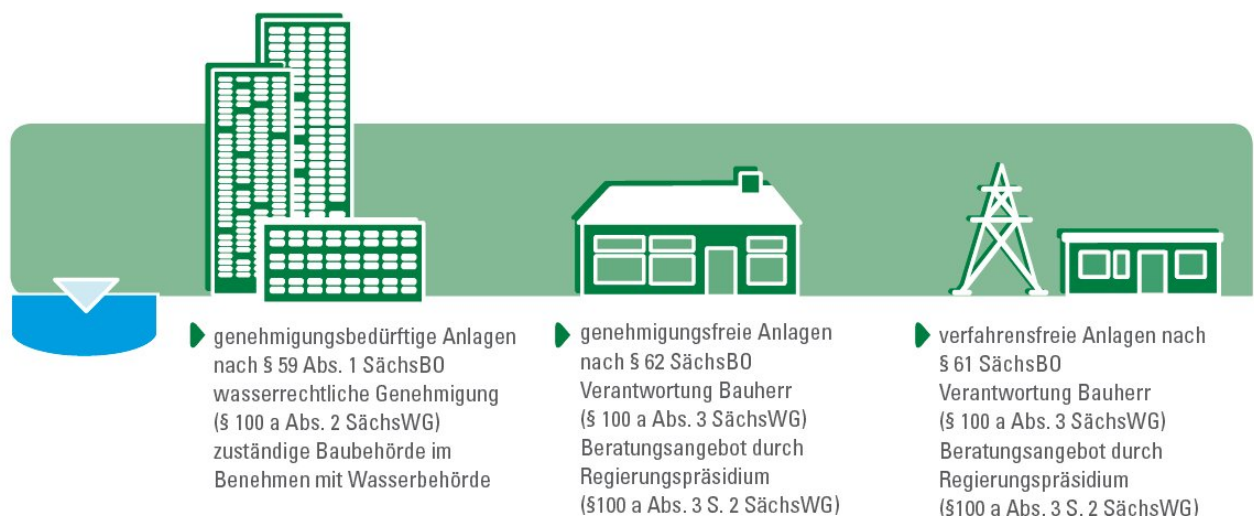 genehmigungsbedürftige Anlagen
nach § 59 Abs. 1 SächsBO
wasserrechtliche Genehmigung
(§ 100 a Abs. 2 SächsWG)
zuständige Baubehörde im
Benehmen mit Wasserbehörde
genehmigungsfreie Anlagen
nach § 62 SächsBO
Verantwortung Bauherr
(§ 100 a Abs. 3 SächsWG)
Beratungsangebot durch
Regierungspräsidium
(§100 a Abs. 3 S. 2 SächsWG)
verfahrensfreie Anlagen nach
§ 61 SächsBO
Verantwortung Bauherr
(§ 100 a Abs. 3 SächsWG)
Beratungsangebot durch
Regierungspräsidium
(§100 a Abs. 3 S. 2 SächsWG)